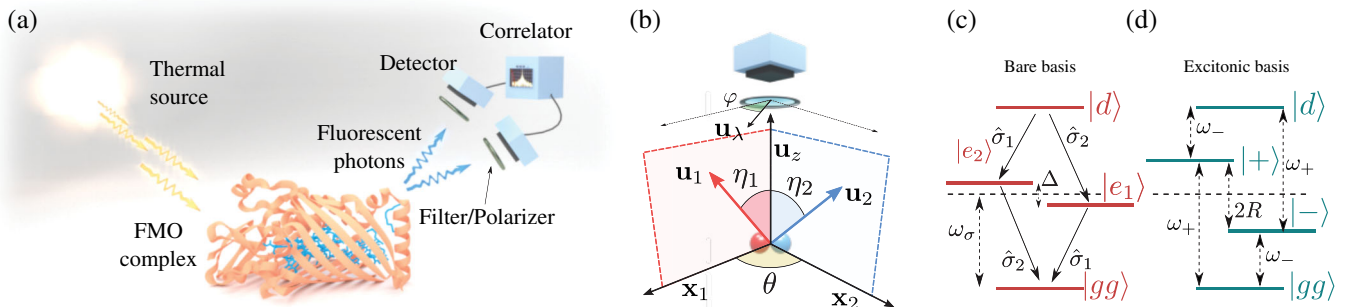 (a)
Thermal
source
Detector
Correlator
Fluorescent
photons
Filter/Polarizer
FMO
complex
(b)
φ
u_λ
u_z
u_1
η_1
η_2
u_2
x_1
θ
x_2
(c)
Bare basis
|d⟩
σ̂_1
σ̂_2
|e_2⟩
Δ
|e_1⟩
ω_σ
σ̂_2
σ̂_1
|gg⟩
(d)
Excitonic basis
|d⟩
ω_−
|+⟩
ω_+
2R
|−⟩
ω_+
ω_−
|gg⟩